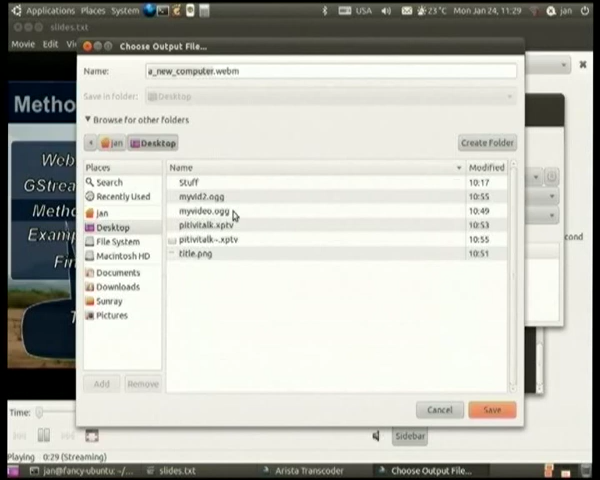 Applications Places System USA 23°C Mon Jan 24, 11:29 jan
slides.txt
Movie Edit Vi
Choose Output File...
Name: a_new_computer.webm
Save in folder: Desktop
Browse for other folders
jan Desktop Create Folder
Places Name Modified
Search Stuff 10:17
Recently Used myvid2.ogg 10:55
jan myvideo.ogg 10:49
Desktop pitivitalk.xptv 10:53
File System pitivitalk~.xptv 10:55
Macintosh HD title.png 10:51
Documents
Downloads
Sunray
Pictures
Add Remove
Cancel Save
Metho
Web
GStrea
Metho
Examp
Fin
T
cond
Time:
Sidebar
Playing 0:29 (Streaming)
jan@fancy-ubuntu: ~/... slides.txt Arista Transcoder Choose Output File...